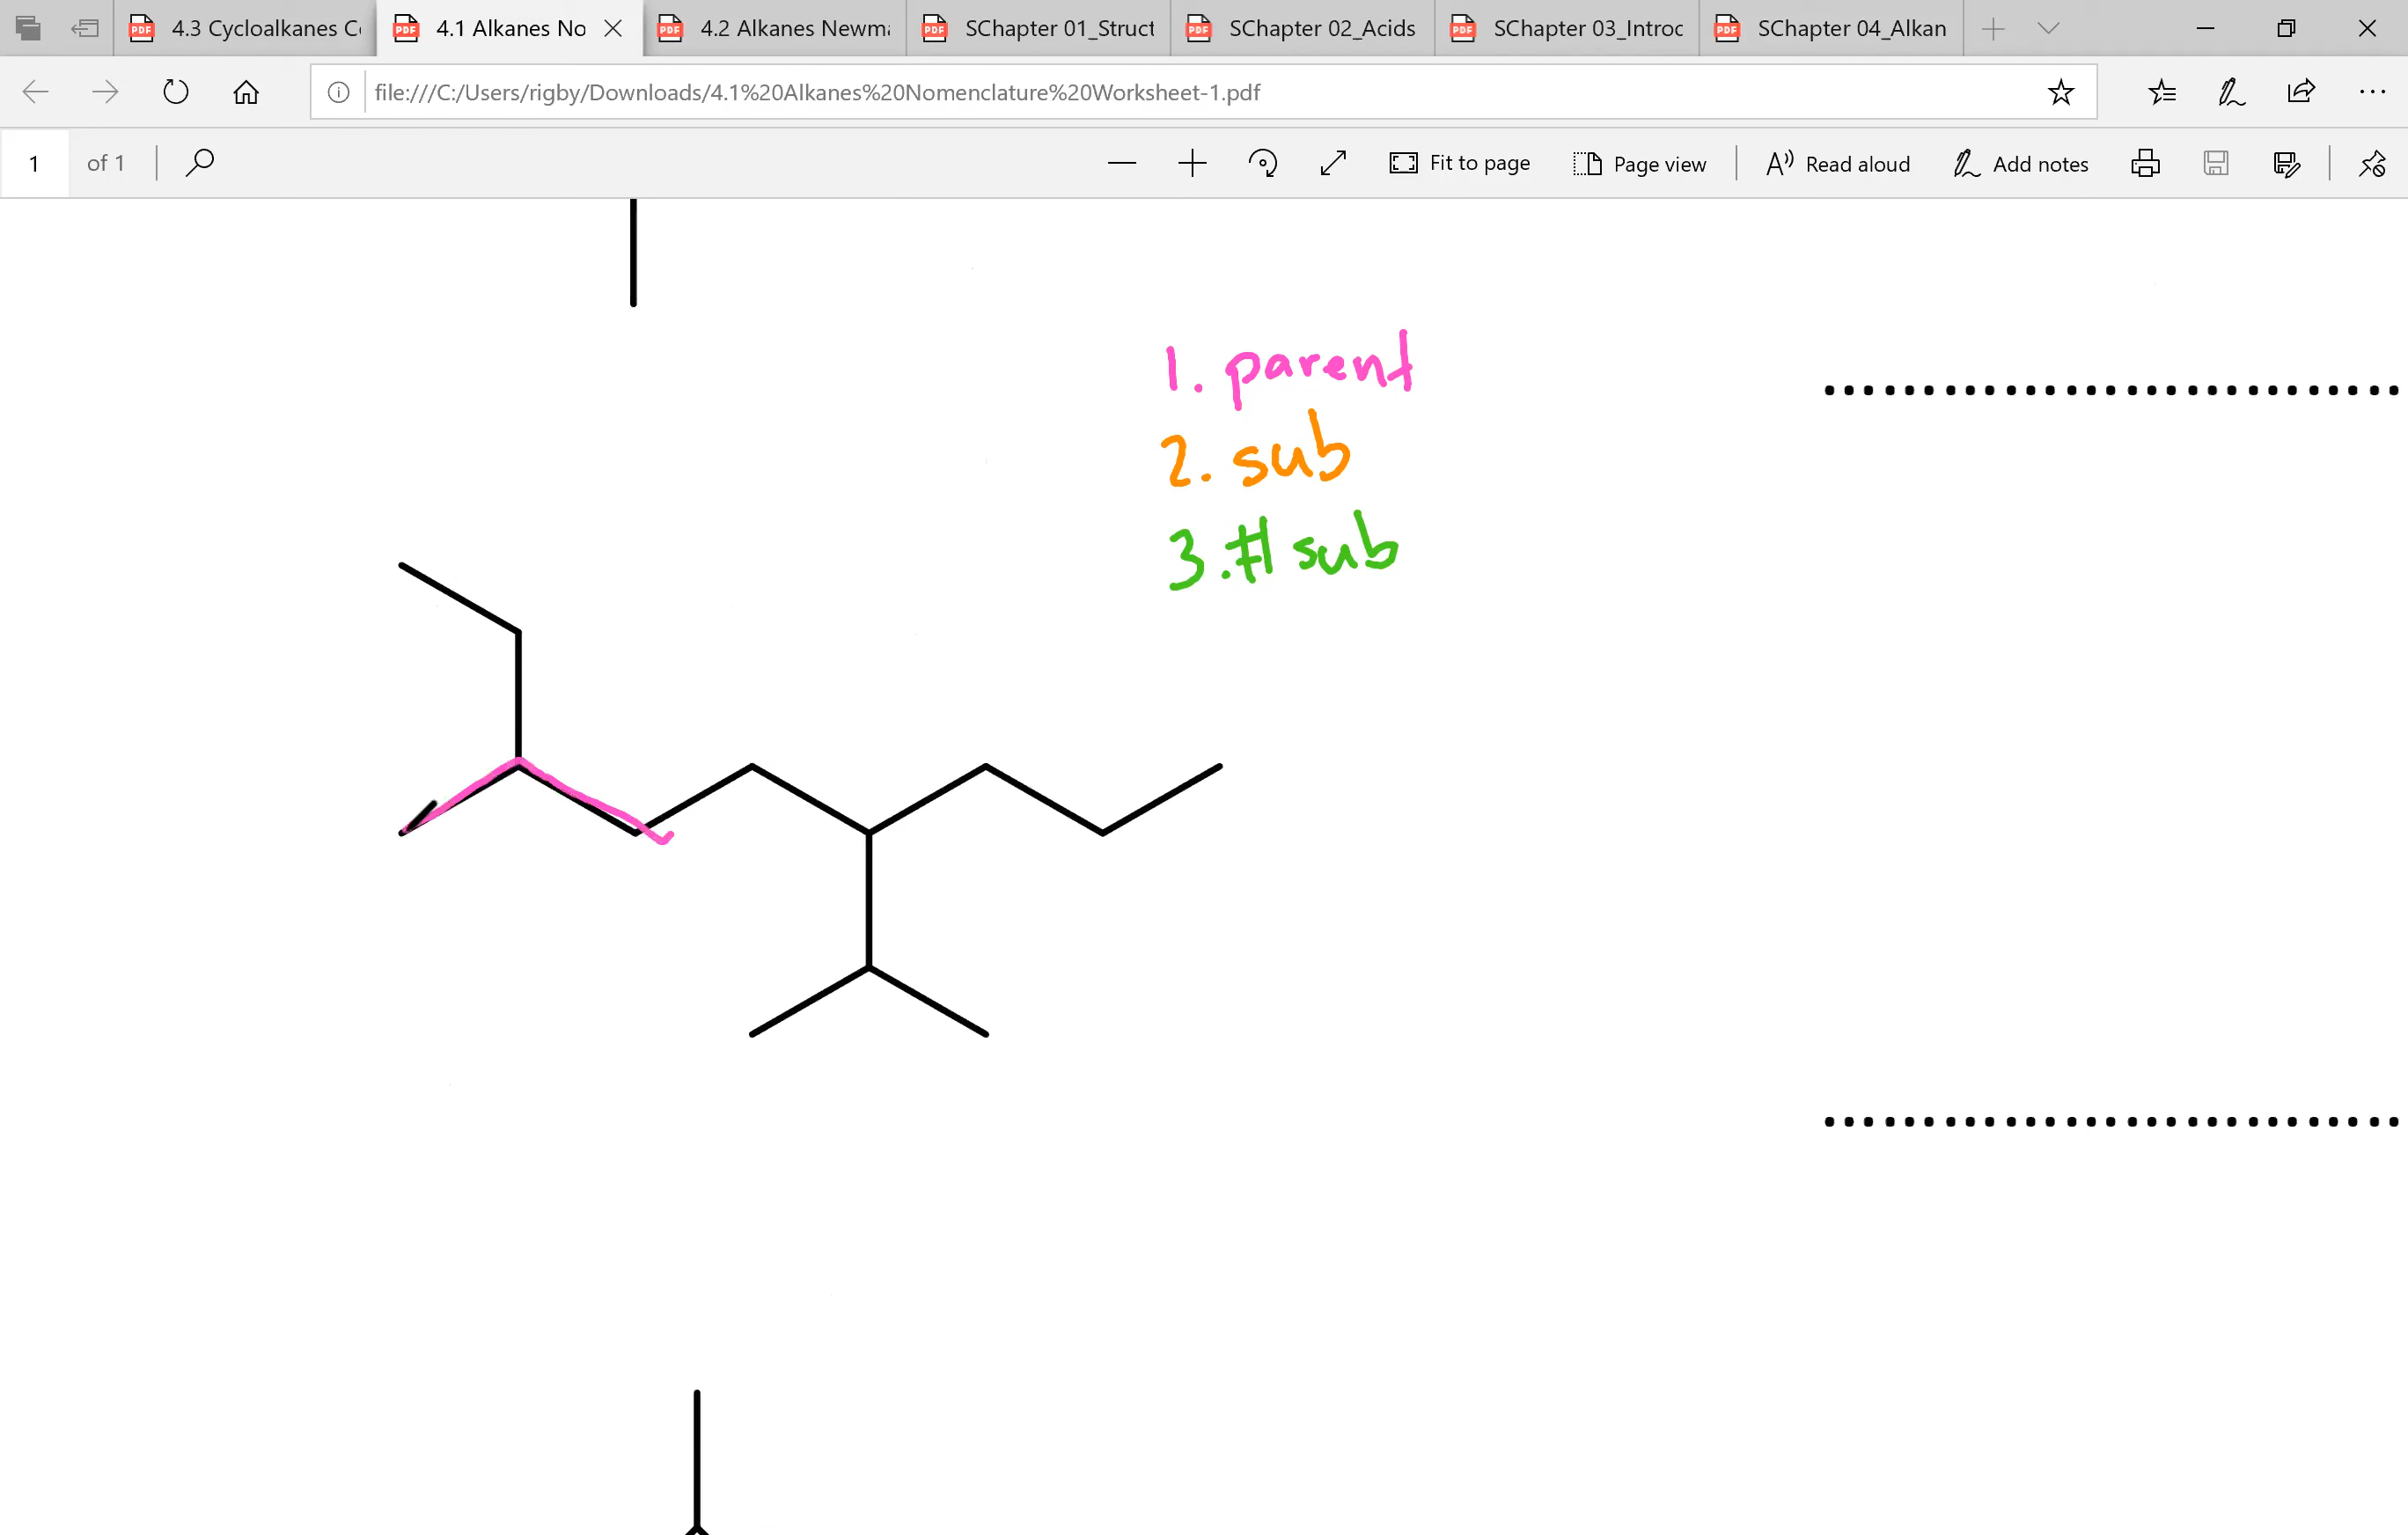 4.3 Cycloalkanes C
4.1 Alkanes No
4.2 Alkanes Newm
SChapter 01_Struct
SChapter 02_Acids
SChapter 03_Introc
SChapter 04_Alkan
file:///C:/Users/rigby/Downloads/4.1%20Alkanes%20Nomenclature%20Worksheet-1.pdf
1 of 1
Fit to page
Page view
Read aloud
Add notes
1. parent
2. sub
3. # sub